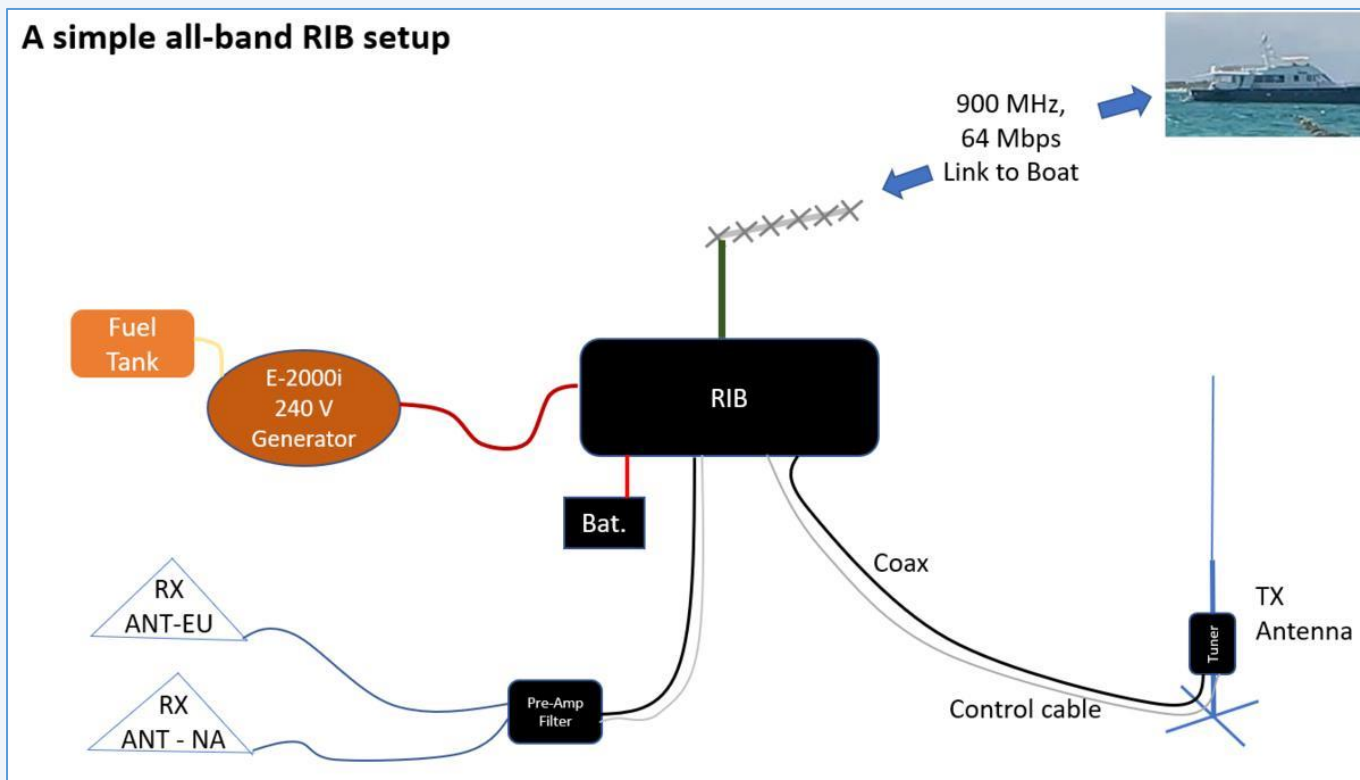 A simple all-band RIB setup
900 MHz,
64 Mbps
Link to Boat
Fuel
Tank
E-2000i
240 V
Generator
RIB
Bat.
RX
ANT-EU
RX
ANT - NA
Pre-Amp
Filter
Coax
Control cable
Tuner
TX
Antenna